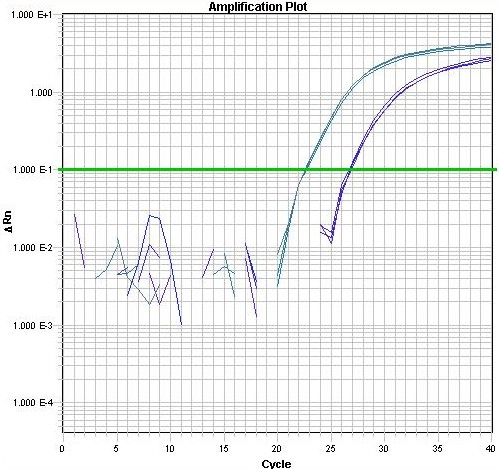 Amplification Plot
1.000 E+1
1.000
1.000 E-1
1.000 E-2
1.000 E-3
1.000 E-4
Δ Rn
0 5 10 15 20 25 30 35 40
Cycle